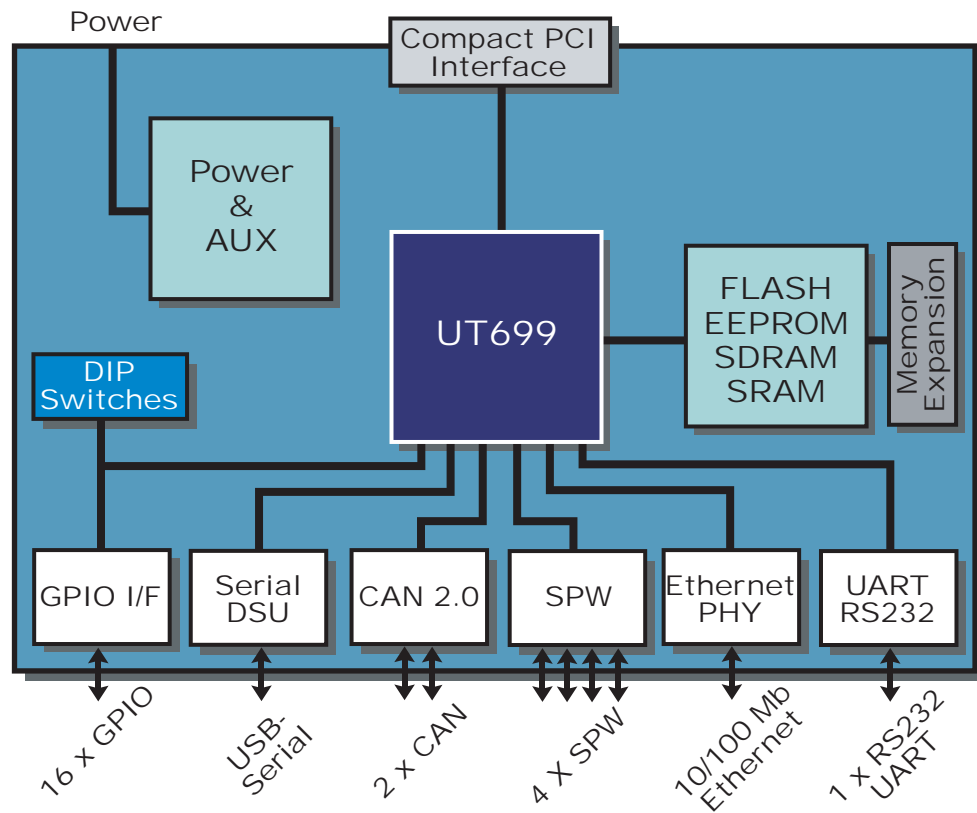 Power
Compact PCI
Interface
Power
&
AUX
UT699
FLASH
EEPROM
SDRAM
SRAM
Memory
Expansion
DIP
Switches
GPIO I/F
Serial
DSU
CAN 2.0
SPW
Ethernet
PHY
UART
RS232
16 x GPIO
USB-
Serial
2 x CAN
4 X SPW
10/100 Mb
Ethernet
1 x RS232
UART